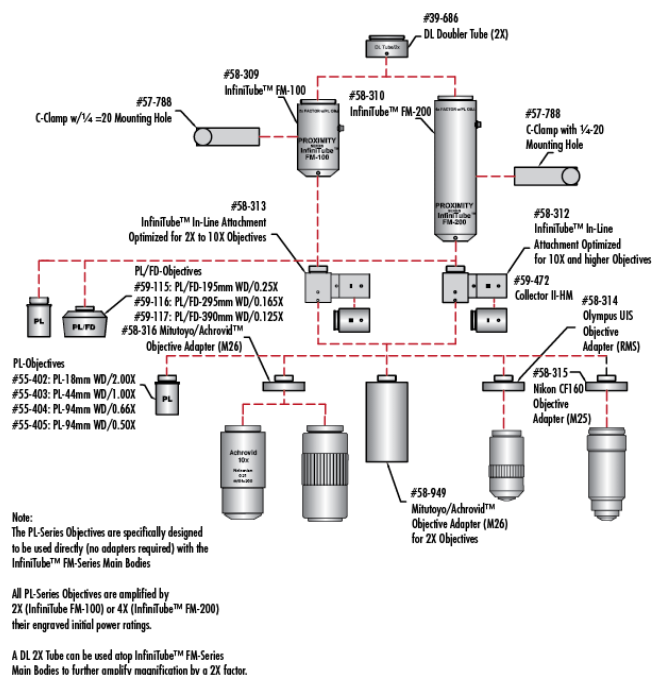 #39-686
DL Doubler Tube (2X)
DL Tube/2x
#58-309
InfiniTube™ FM-100
#58-310
InfiniTube™ FM-200
#57-788
C-Clamp w/¼ =20 Mounting Hole
#57-788
C-Clamp with ¼-20
Mounting Hole
PROXIMITY
InfiniTube™
FM-100
PROXIMITY
InfiniTube™
FM-200
#58-313
InfiniTube™ In-Line Attachment
Optimized for 2X to 10X Objectives
#58-312
InfiniTube™ In-Line
Attachment Optimized
for 10X and higher Objectives
#59-472
Collector II-HM
PL
PL/FD
PL/FD-Objectives
#59-115: PL/FD-195mm WD/0.25X
#59-116: PL/FD-295mm WD/0.165X
#59-117: PL/FD-390mm WD/0.125X
#58-316 Mitutoyo/Achrovid™
Objective Adapter (M26)
#58-314
Olympus UIS
Objective
Adapter (RMS)
#58-315
Nikon CF160
Objective
Adapter (M25)
PL-Objectives
#55-402: PL-18mm WD/2.00X
#55-403: PL-44mm WD/1.00X
#55-404: PL-94mm WD/0.66X
#55-405: PL-94mm WD/0.50X
PL
Achrovid
10x
#58-949
Mitutoyo/Achrovid™
Objective Adapter (M26)
for 2X Objectives
Note:
The PL-Series Objectives are specifically designed
to be used directly (no adapters required) with the
InfiniTube™ FM-Series Main Bodies
All PL-Series Objectives are amplified by
2X (InfiniTube FM-100) or 4X (InfiniTube™ FM-200)
their engraved initial power ratings.
A DL 2X Tube can be used atop InfiniTube™ FM-Series
Main Bodies to further amplify magnification by a 2X factor.